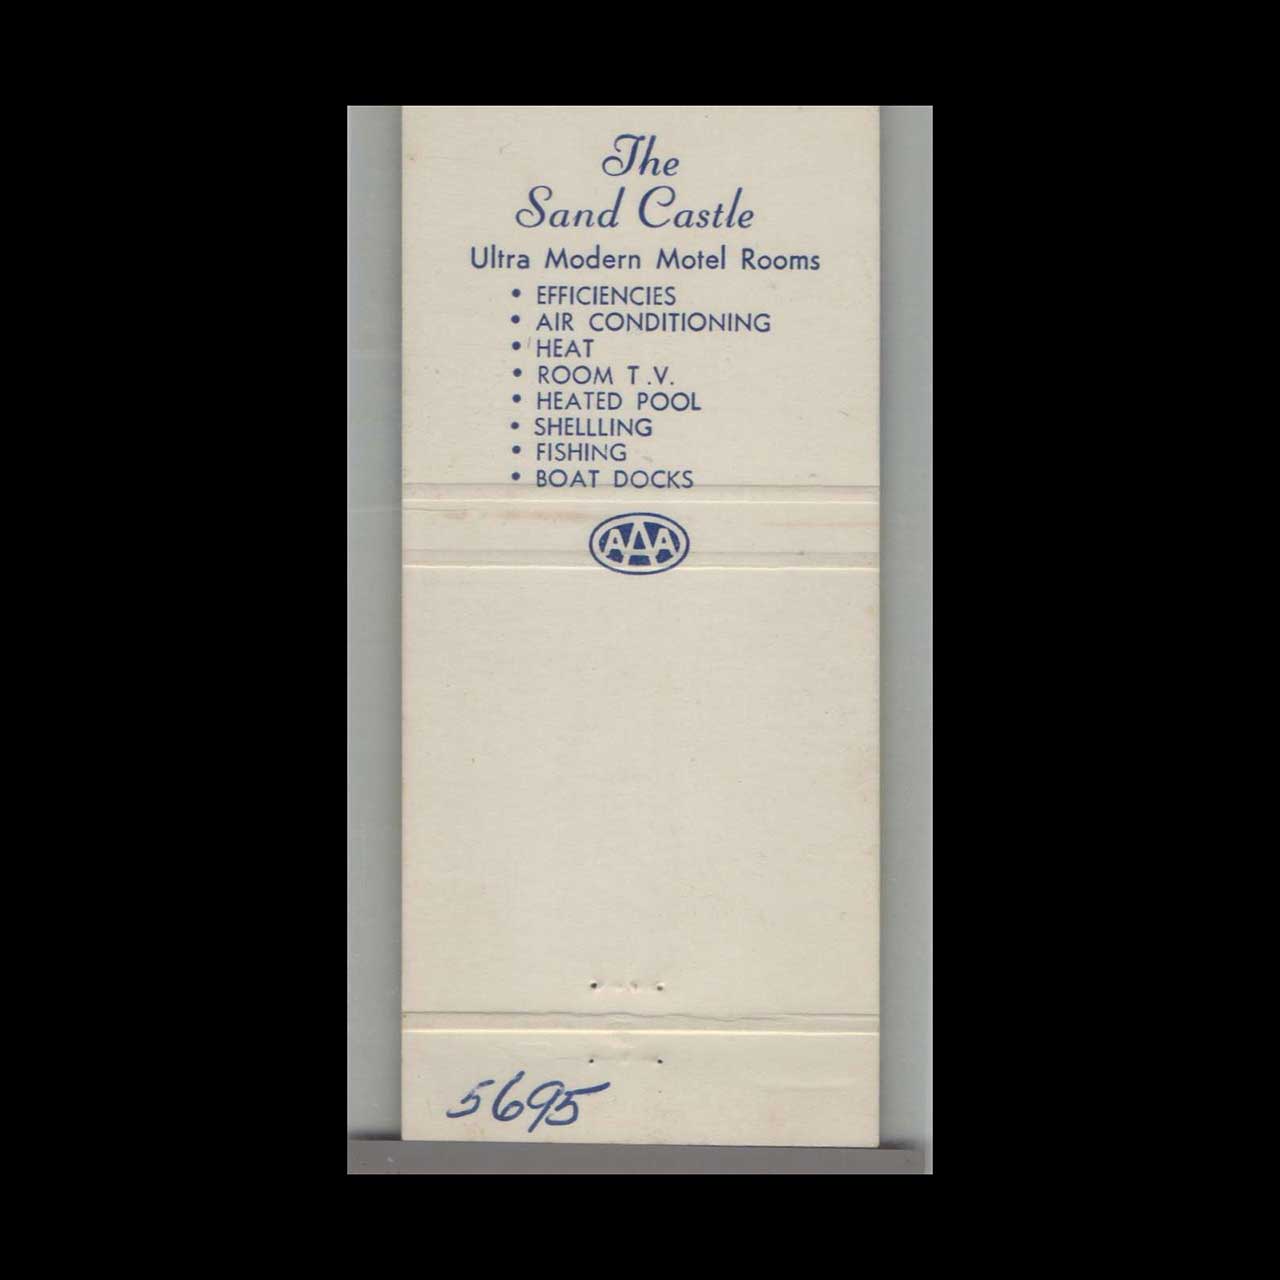 The
Sand Castle
Ultra Modern Motel Rooms
• EFFICIENCIES
• AIR CONDITIONING
• HEAT
• ROOM T.V.
• HEATED POOL
• SHELLLING
• FISHING
• BOAT DOCKS
AAA
5695